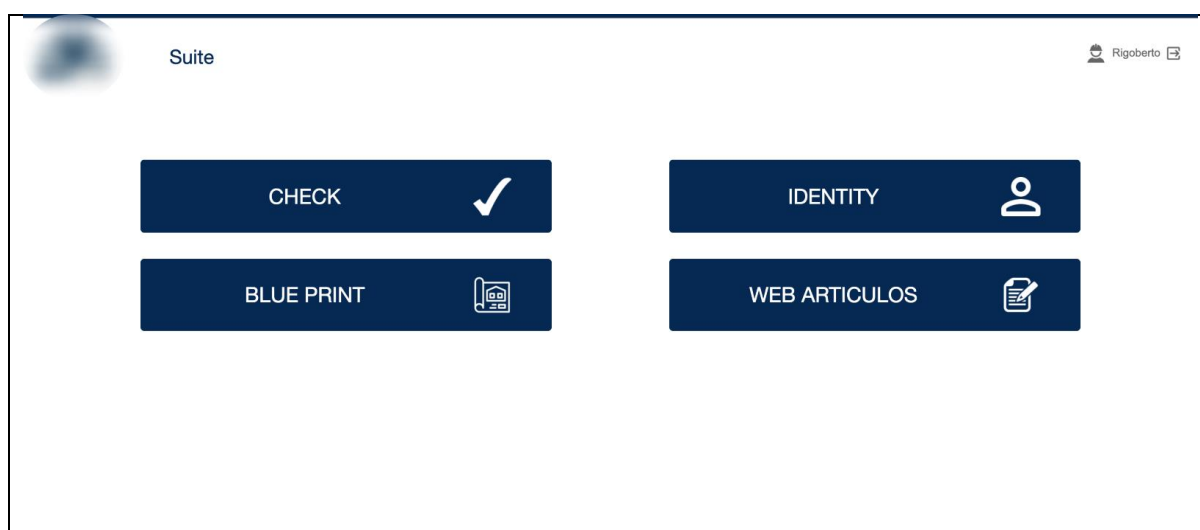 Suite
Rigoberto
CHECK
IDENTITY
BLUE PRINT
WEB ARTICULOS